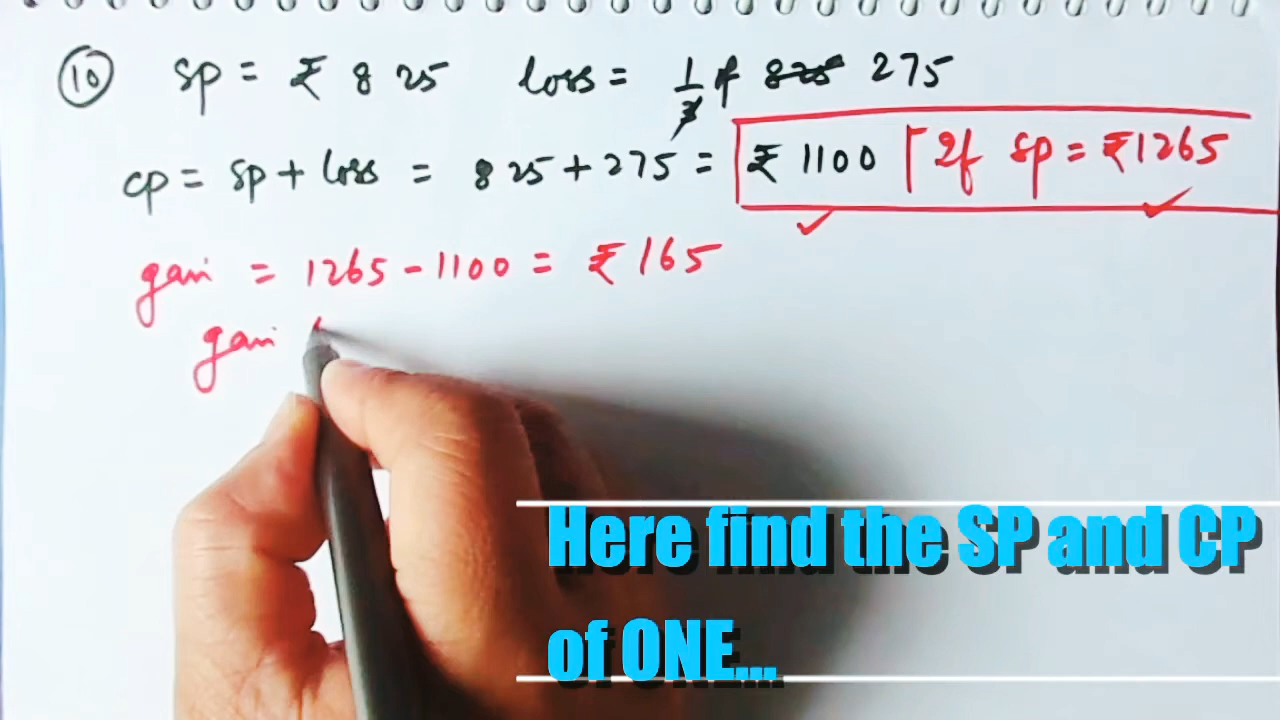 10 SP = ₹ 825 loss = 1/3 of 825 275
CP = SP + loss = 825 + 275 = ₹ 1100 If SP = ₹1265
gain = 1265 - 1100 = ₹ 165
gain
Here find the SP and CP
of ONE...